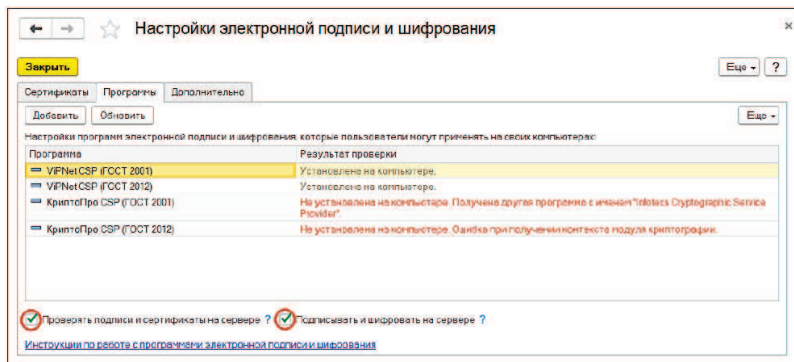 Настройки электронной подписи и шифрования
Закрыть
Еще
?
Сертификаты Программы Дополнительно
Добавить Обновить
Еще
Настройки программ электронной подписи и шифрования, которые пользователи могут применять на своих компьютерах:
Программа Результат проверки
ViPNet CSP (ГОСТ 2001) Установлена на компьютере.
ViPNet CSP (ГОСТ 2012) Установлена на компьютере.
КриптоПро CSP (ГОСТ 2001) Не установлена на компьютере. Получена другая программа с именем "Infotecs Cryptographic Service
Provider".
КриптоПро CSP (ГОСТ 2012) Не установлена на компьютере. Ошибка при получении контекста модуля криптографии.
Проверять подписи и сертификаты на сервере ? Подписывать и шифровать на сервере ?
Инструкции по работе с программами электронной подписи и шифрования